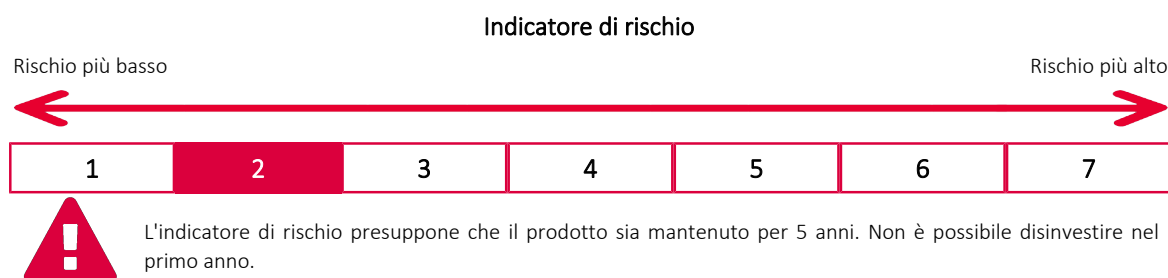 Indicatore di rischio
Rischio più basso
Rischio più alto
1 2 3 4 5 6 7
L'indicatore di rischio presuppone che il prodotto sia mantenuto per 5 anni. Non è possibile disinvestire nel
primo anno.